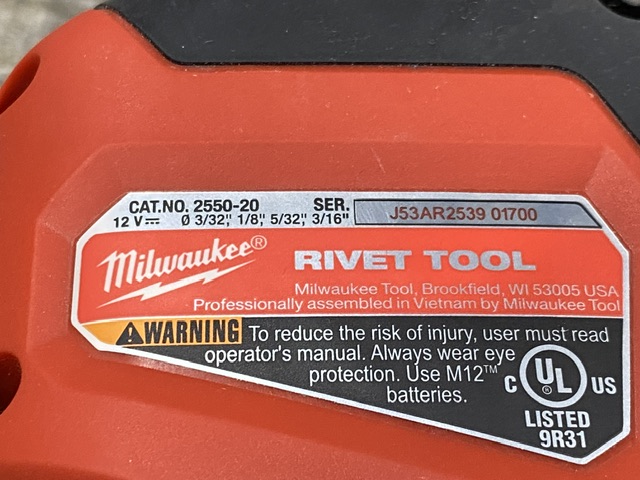 CAT.NO. 2550-20 SER. J53AR2539 01700
12 V⎓ Ø 3/32," 1/8" 5/32," 3/16"
Milwaukee® RIVET TOOL
Milwaukee Tool, Brookfield, WI 53005 USA
Professionally assembled in Vietnam by Milwaukee Tool
WARNING To reduce the risk of injury, user must read
operator's manual. Always wear eye
protection. Use M12™
batteries.
C UL® US
LISTED
9R31